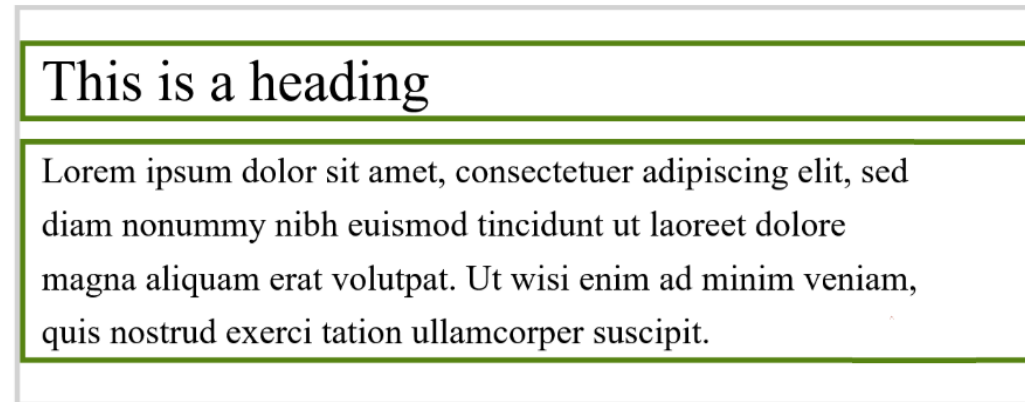 This is a heading
Lorem ipsum dolor sit amet, consectetuer adipiscing elit, sed
diam nonummy nibh euismod tincidunt ut laoreet dolore
magna aliquam erat volutpat. Ut wisi enim ad minim veniam,
quis nostrud exerci tation ullamcorper suscipit.